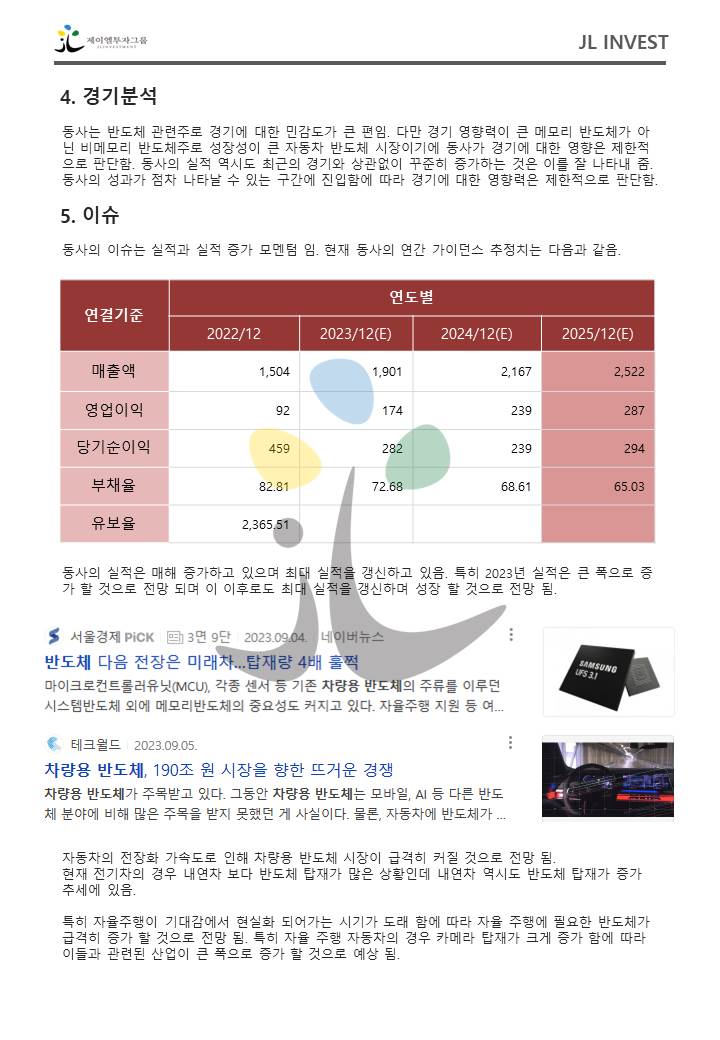 제이엘투자그룹
JL INVESTMENT
JL INVEST
4. 경기분석
동사는 반도체 관련주로 경기에 대한 민감도가 큰 편임. 다만 경기 영향력이 큰 메모리 반도체가 아
닌 비메모리 반도체주로 성장성이 큰 자동차 반도체 시장이기에 동사가 경기에 대한 영향은 제한적
으로 판단함. 동사의 실적 역시도 최근의 경기와 상관없이 꾸준히 증가하는 것은 이를 잘 나타내 줌.
동사의 성과가 점차 나타날 수 있는 구간에 진입함에 따라 경기에 대한 영향력은 제한적으로 판단함.
5. 이슈
동사의 이슈는 실적과 실적 증가 모멘텀 임. 현재 동사의 연간 가이던스 추정치는 다음과 같음.
연결기준 연도별
2022/12 2023/12(E) 2024/12(E) 2025/12(E)
매출액 1,504 1,901 2,167 2,522
영업이익 92 174 239 287
당기순이익 459 282 239 294
부채율 82.81 72.68 68.61 65.03
유보율 2,365.51
동사의 실적은 매해 증가하고 있으며 최대 실적을 갱신하고 있음. 특히 2023년 실적은 큰 폭으로 증
가 할 것으로 전망 되며 이 이후로도 최대 실적을 갱신하며 성장 할 것으로 전망 됨.
서울경제 PiCK 3면 9단 2023.09.04. 네이버뉴스
반도체 다음 전장은 미래차...탑재량 4배 훌쩍
마이크로컨트롤러유닛(MCU), 각종 센서 등 기존 차량용 반도체의 주류를 이루던
시스템반도체 외에 메모리반도체의 중요성도 커지고 있다. 자율주행 지원 등 여...
SAMSUNG
UFS 3.1
테크월드 2023.09.05.
차량용 반도체, 190조 원 시장을 향한 뜨거운 경쟁
차량용 반도체가 주목받고 있다. 그동안 차량용 반도체는 모바일, AI 등 다른 반도
체 분야에 비해 많은 주목을 받지 못했던 게 사실이다. 물론, 자동차에 반도체가 ...
자동차의 전장화 가속도로 인해 차량용 반도체 시장이 급격히 커질 것으로 전망 됨.
현재 전기차의 경우 내연차 보다 반도체 탑재가 많은 상황인데 내연차 역시도 반도체 탑재가 증가
추세에 있음.
특히 자율주행이 기대감에서 현실화 되어가는 시기가 도래 함에 따라 자율 주행에 필요한 반도체가
급격히 증가 할 것으로 전망 됨. 특히 자율 주행 자동차의 경우 카메라 탑재가 크게 증가 함에 따라
이들과 관련된 산업이 큰 폭으로 증가 할 것으로 예상 됨.